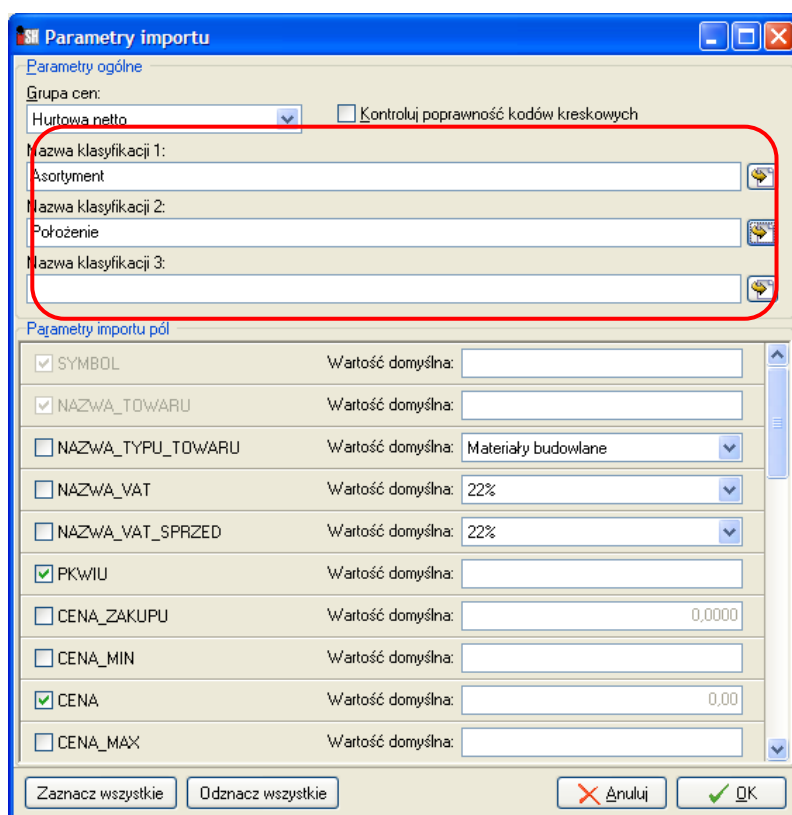 iSH Parametry importu
Parametry ogólne
Grupa cen:
Hurtowa netto Kontroluj poprawność kodów kreskowych
Nazwa klasyfikacji 1:
Asortyment
Nazwa klasyfikacji 2:
Położenie
Nazwa klasyfikacji 3:
Parametry importu pól
SYMBOL Wartość domyślna:
NAZWA_TOWARU Wartość domyślna:
NAZWA_TYPU_TOWARU Wartość domyślna: Materiały budowlane
NAZWA_VAT Wartość domyślna: 22%
NAZWA_VAT_SPRZED Wartość domyślna: 22%
PKWIU Wartość domyślna:
CENA_ZAKUPU Wartość domyślna: 0,0000
CENA_MIN Wartość domyślna:
CENA Wartość domyślna: 0,00
CENA_MAX Wartość domyślna:
Zaznacz wszystkie Odznacz wszystkie Anuluj OK